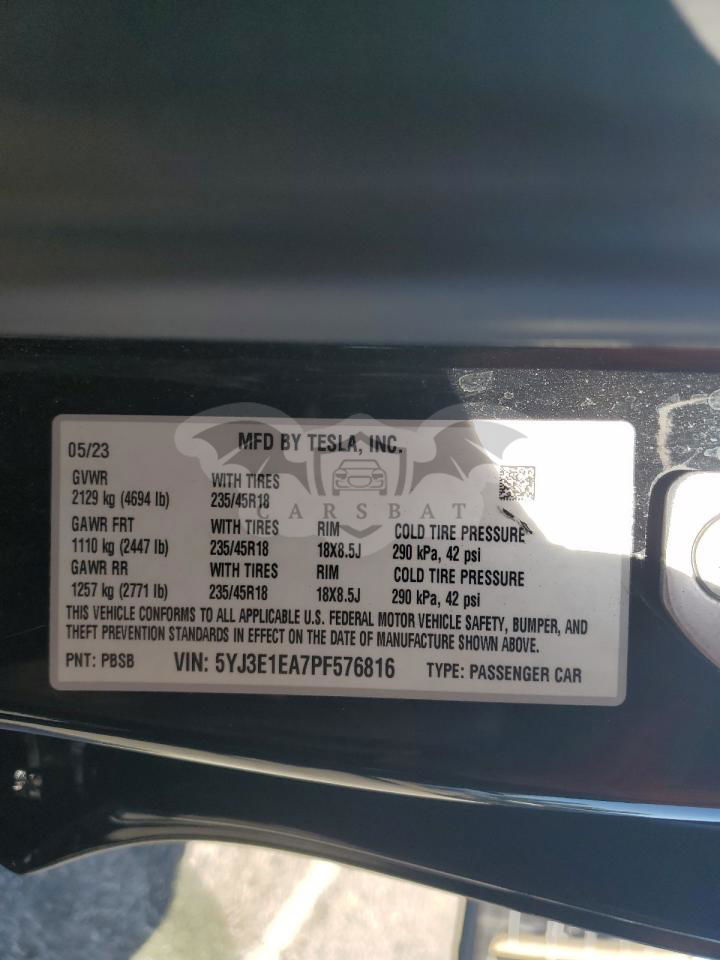 05/23 MFD BY TESLA, INC.
GVWR WITH TIRES
2129 kg (4694 lb) 235/45R18
CARSBAT
GAWR FRT WITH TIRES RIM COLD TIRE PRESSURE
1110 kg (2447 lb) 235/45R18 18X8.5J 290 kPa, 42 psi
GAWR RR WITH TIRES RIM COLD TIRE PRESSURE
1257 kg (2771 lb) 235/45R18 18X8.5J 290 kPa, 42 psi
THIS VEHICLE CONFORMS TO ALL APPLICABLE U.S. FEDERAL MOTOR VEHICLE SAFETY, BUMPER, AND
THEFT PREVENTION STANDARDS IN EFFECT ON THE DATE OF MANUFACTURE SHOWN ABOVE.
PNT: PBSB VIN: 5YJ3E1EA7PF576816 TYPE: PASSENGER CAR